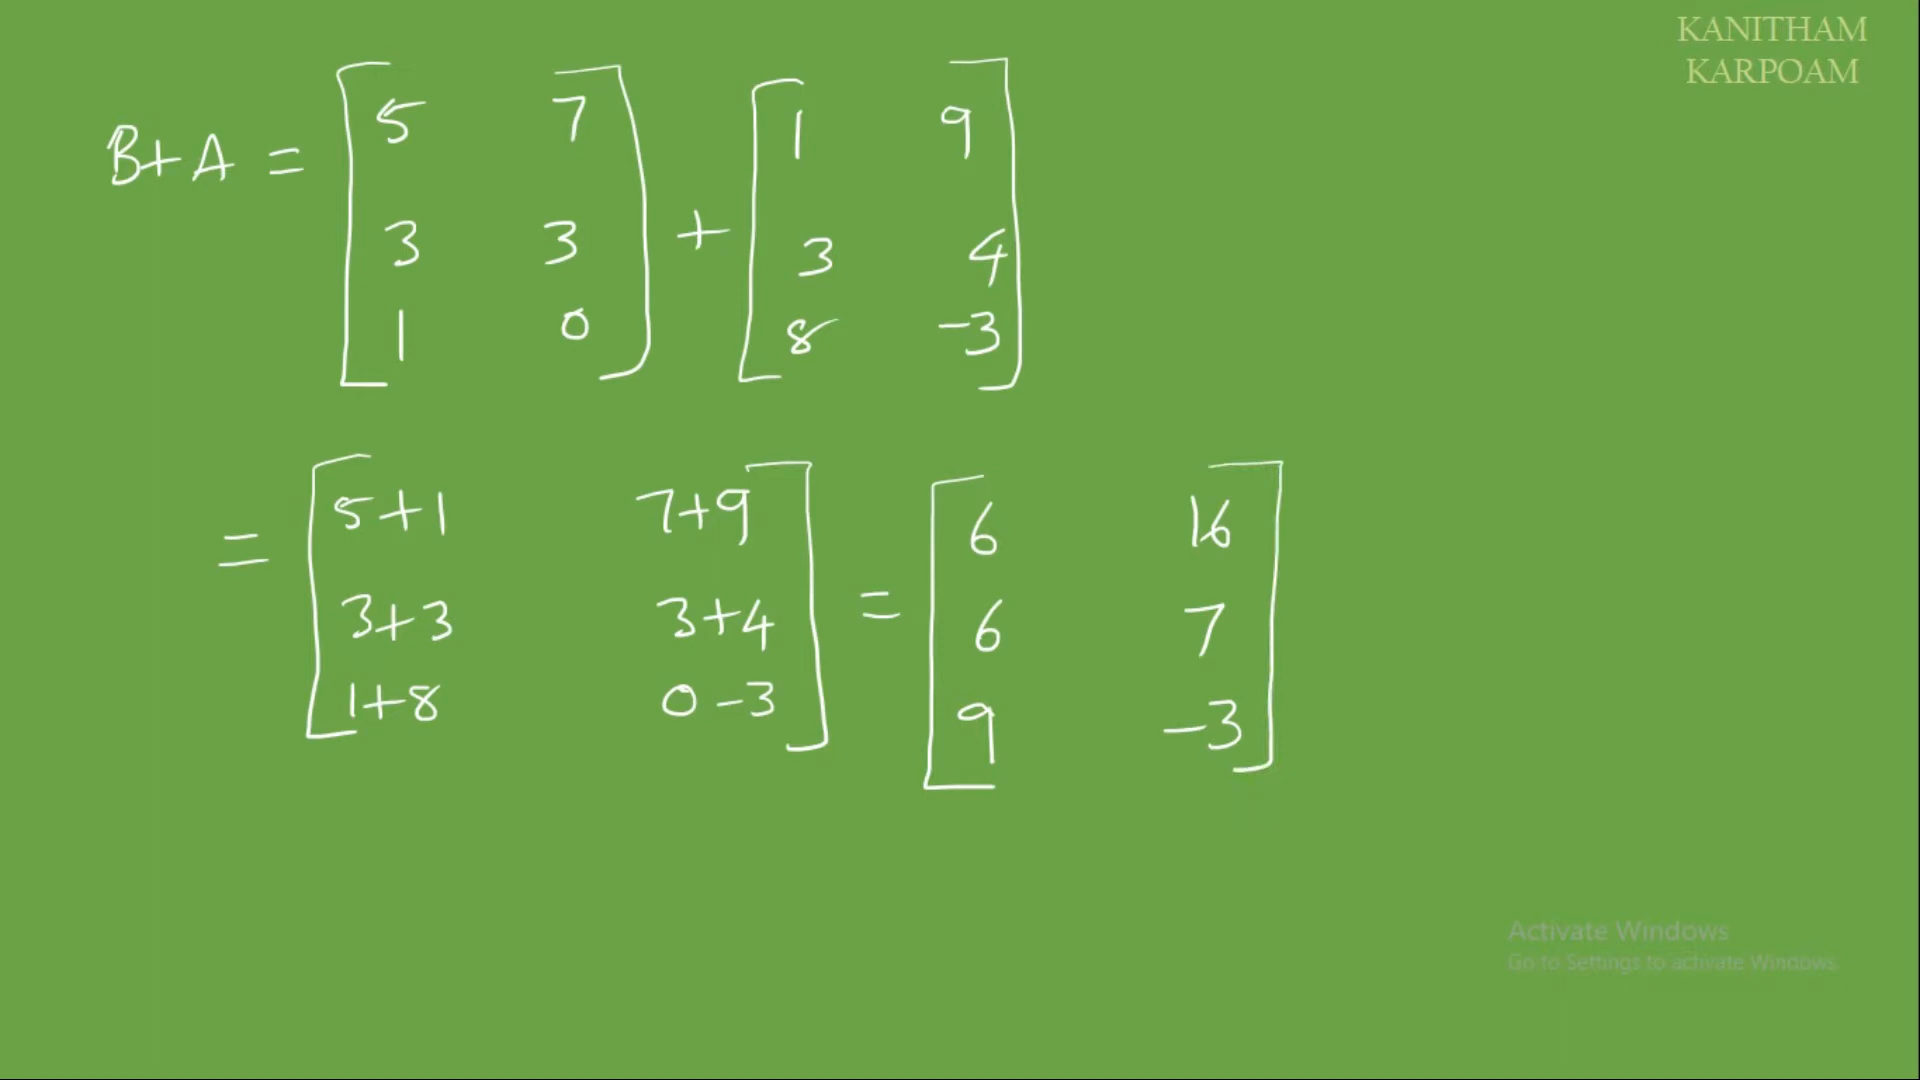 KANITHAM
KARPOAM
B+A = [5 7
3 3
1 0] + [1 9
3 4
8 -3]
= [5+1 7+9
3+3 3+4
1+8 0-3] = [6 16
6 7
9 -3]
Activate Windows
Go to Settings to activate Windows.